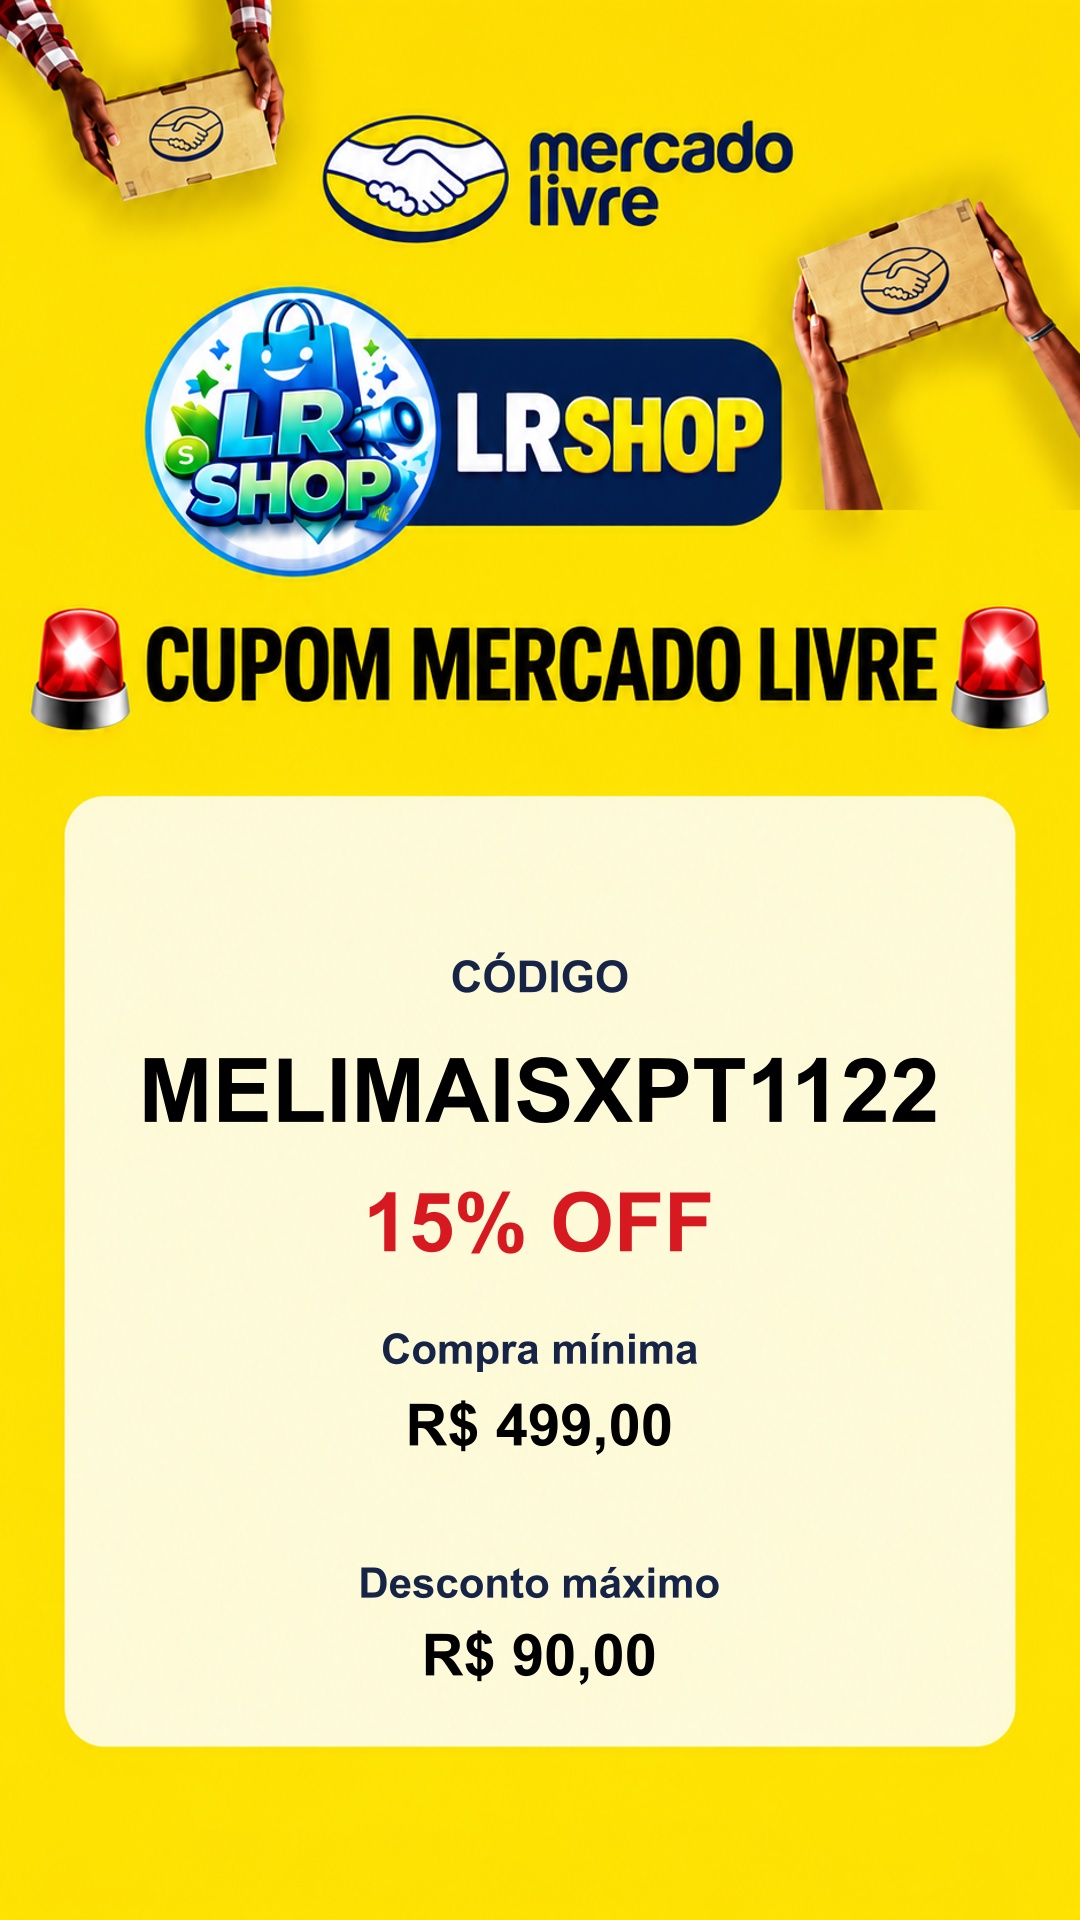 mercado
livre
LR
SHOP
S
LRSHOP
CUPOM MERCADO LIVRE
CÓDIGO
MELIMAISXPT1122
15% OFF
Compra mínima
R$ 499,00
Desconto máximo
R$ 90,00